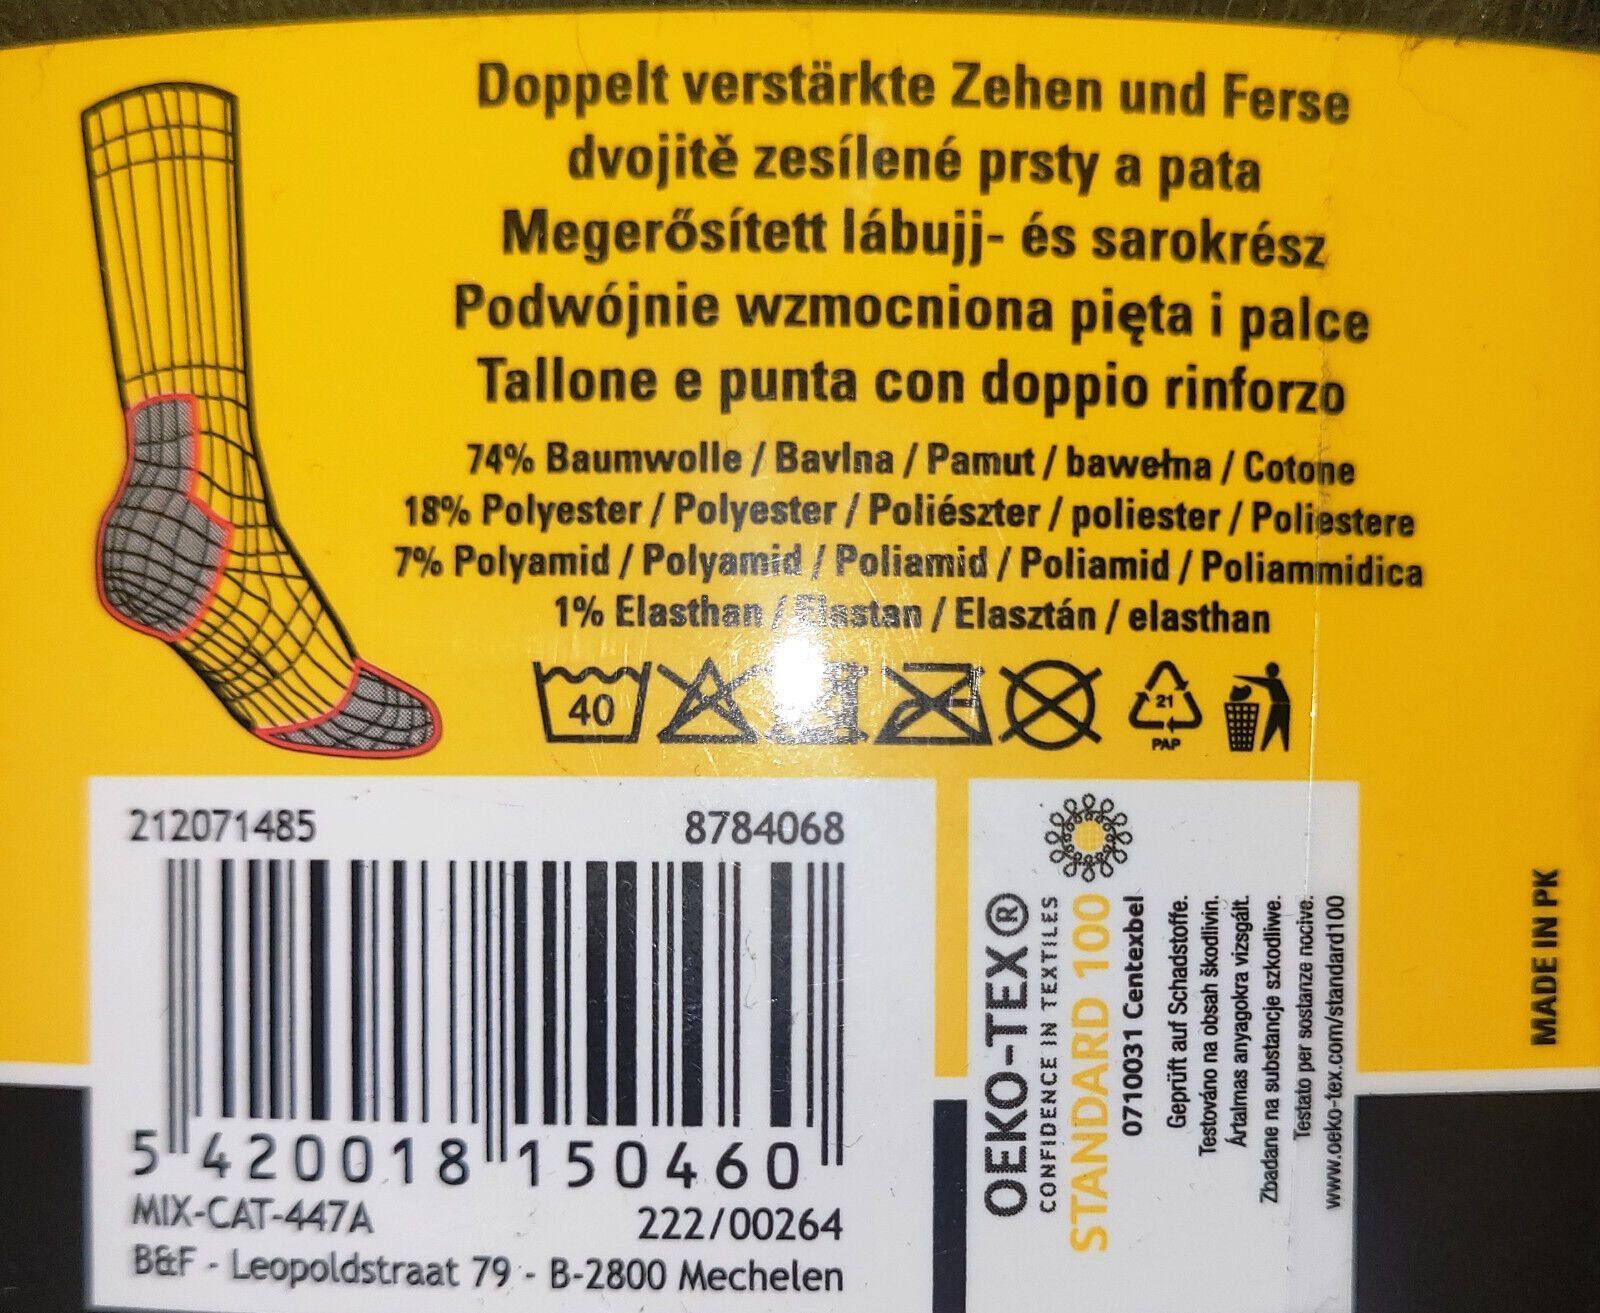 Doppelt verstärkte Zehen und Ferse
dvojitě zesílené prsty a pata
Megerősített lábujj- és sarokrész
Podwójnie wzmocniona pięta i palce
Tallone e punta con doppio rinforzo
74% Baumwolle / Bavlna / Pamut / bawełna / Cotone
18% Polyester / Polyester / Poliészter / poliester / Poliestere
7% Polyamid / Polyamid / Poliamid / Poliamid / Poliammidica
1% Elasthan / Elastan / Elasztán / elasthan
40
21
PAP
212071485 8784068
5 420018 150460
MIX-CAT-447A 222/00264
B&F - Leopoldstraat 79 - B-2800 Mechelen
OEKO-TEX®
CONFIDENCE IN TEXTILES
STANDARD 100
0710031 Centexbel
Geprüft auf Schadstoffe.
Testováno na obsah škodlivin.
Ártalmas anyagokra vizsgált.
Zbadane na substancje szkodliwe.
Testato per sostanze nocive.
www.oeko-tex.com/standard100
MADE IN PK